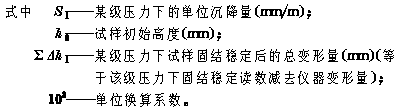 式中 S₁——某级压力下的单位沉降量(mm/m);
h₀——试样初始高度(mm);
ΣΔh₁——某级压力下试样固结稳定后的总变形量(mm)(等
于该级压力下固结稳定读数减去仪器变形量);
10³——单位换算系数。